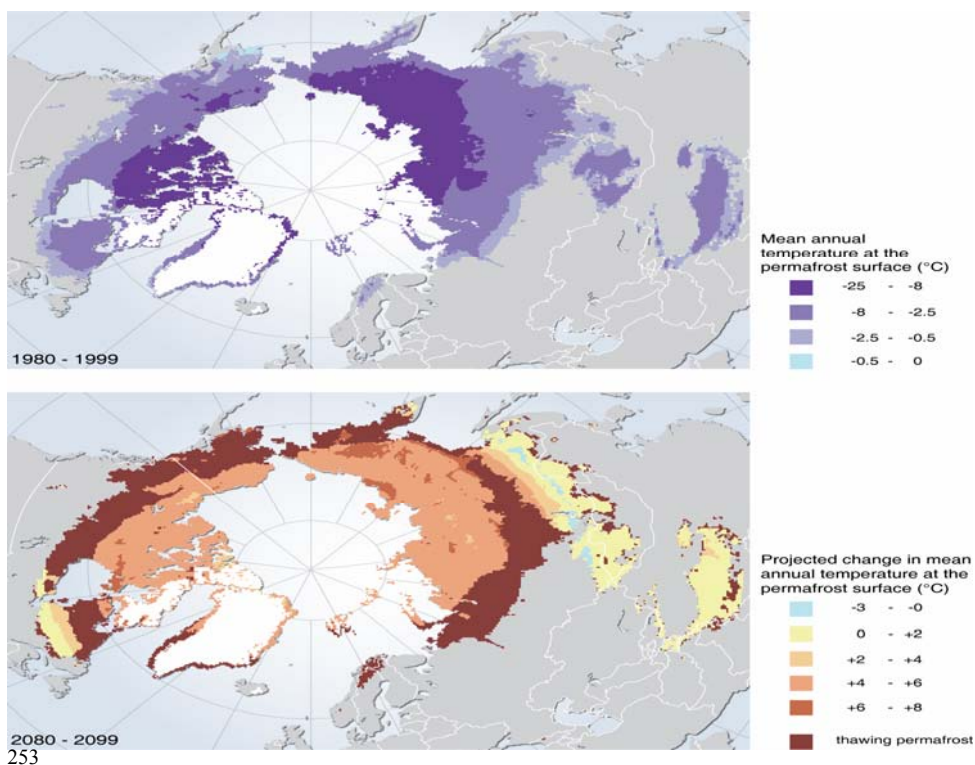 Mean annual
temperature at the
permafrost surface (°C)
-25 - -8
-8 - -2.5
-2.5 - -0.5
-0.5 - 0
1980 - 1999
Projected change in mean
annual temperature at the
permafrost surface (°C)
-3 - -0
0 - +2
+2 - +4
+4 - +6
+6 - +8
thawing permafrost
2080 - 2099
253